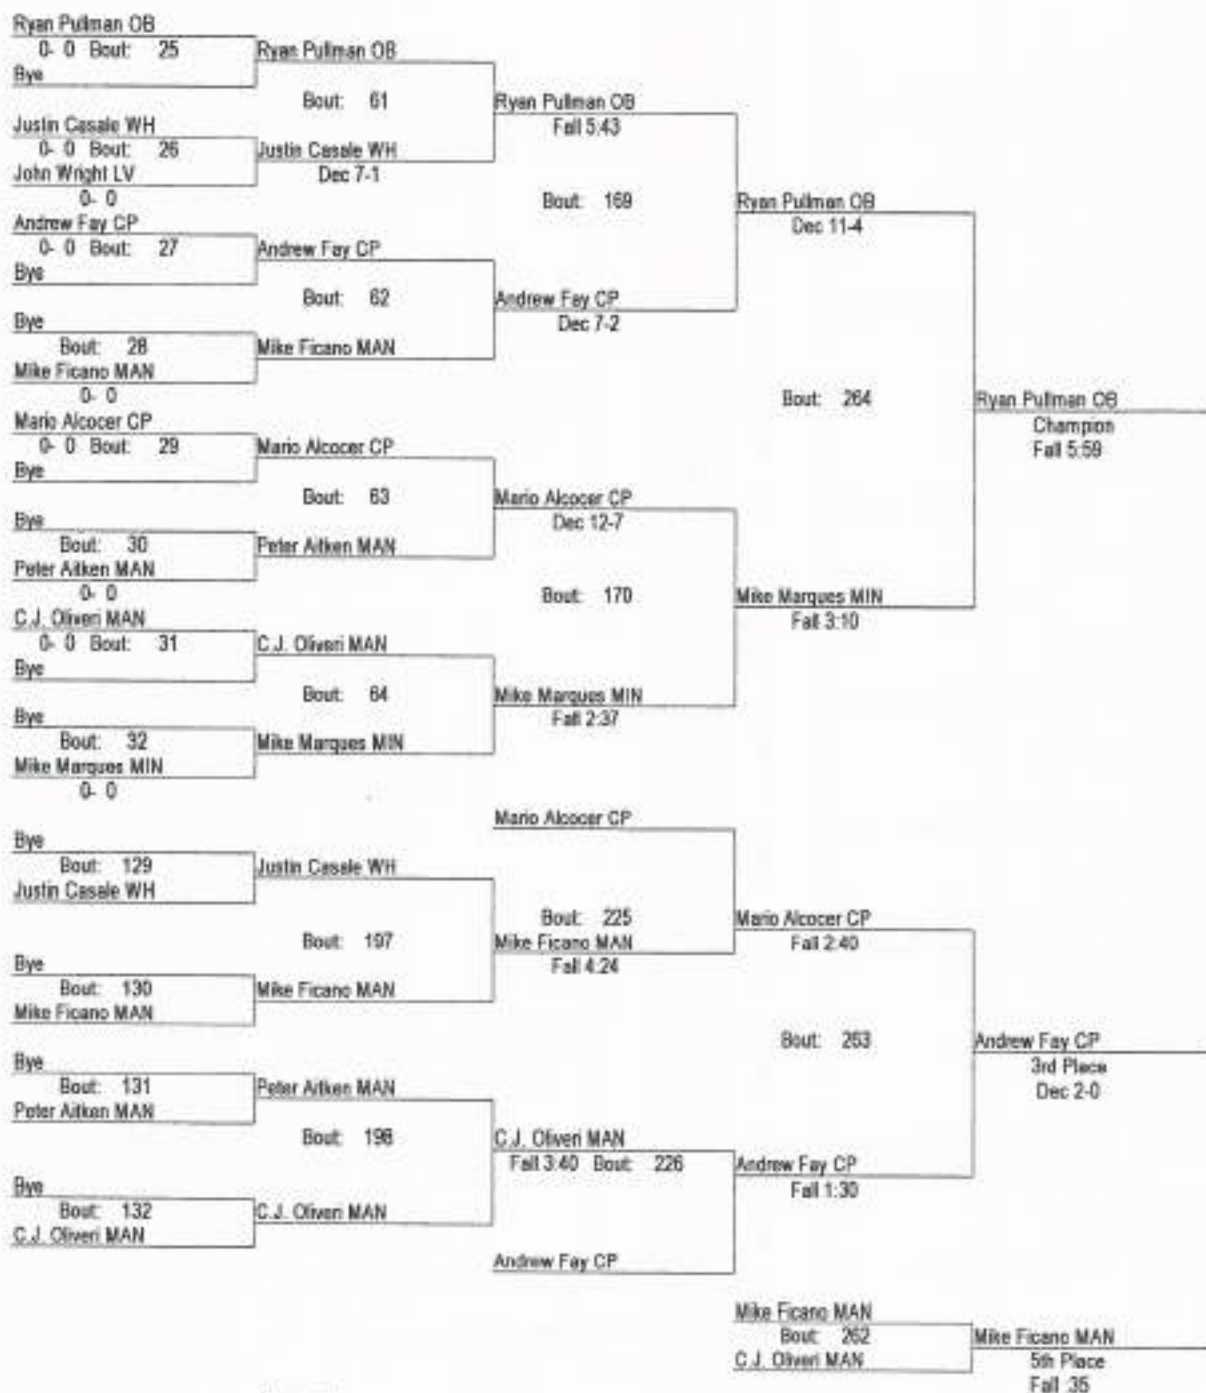 Ryan Pullman OB
0- 0 Bout: 25
Bye
Ryan Pullman OB
Bout: 61
Justin Casale WH
0- 0 Bout: 26
John Wright LV
0- 0
Justin Casale WH
Dec 7-1
Ryan Pullman OB
Fall 5:43
Bout: 169
Andrew Fay CP
0- 0 Bout: 27
Bye
Andrew Fay CP
Bout: 62
Bye
Bout: 28
Mike Ficano MAN
0- 0
Mike Ficano MAN
Andrew Fay CP
Dec 7-2
Ryan Pullman OB
Dec 11-4
Bout: 264
Ryan Pullman OB
Champion
Fall 5:59
Mario Alcocer CP
0- 0 Bout: 29
Bye
Mario Alcocer CP
Bout: 63
Bye
Bout: 30
Peter Aitken MAN
0- 0
Peter Aitken MAN
Mario Alcocer CP
Dec 12-7
Bout: 170
Mike Marques MIN
Fall 3:10
C.J. Oliveri MAN
0- 0 Bout: 31
Bye
C.J. Oliveri MAN
Bout: 64
Bye
Bout: 32
Mike Marques MIN
0- 0
Mike Marques MIN
Mike Marques MIN
Fall 2:37
Mario Alcocer CP
Bye
Bout: 129
Justin Casale WH
Justin Casale WH
Bout: 197
Bye
Bout: 130
Mike Ficano MAN
Mike Ficano MAN
Bout: 225
Mike Ficano MAN
Fall 4:24
Mario Alcocer CP
Fall 2:40
Bout: 263
Andrew Fay CP
3rd Place
Dec 2-0
Bye
Bout: 131
Peter Aitken MAN
Peter Aitken MAN
Bout: 198
Bye
Bout: 132
C.J. Oliveri MAN
C.J. Oliveri MAN
C.J. Oliveri MAN
Fall 3:40 Bout: 226
Andrew Fay CP
Andrew Fay CP
Fall 1:30
Mike Ficano MAN
Bout: 262
C.J. Oliveri MAN
Mike Ficano MAN
5th Place
Fall :35